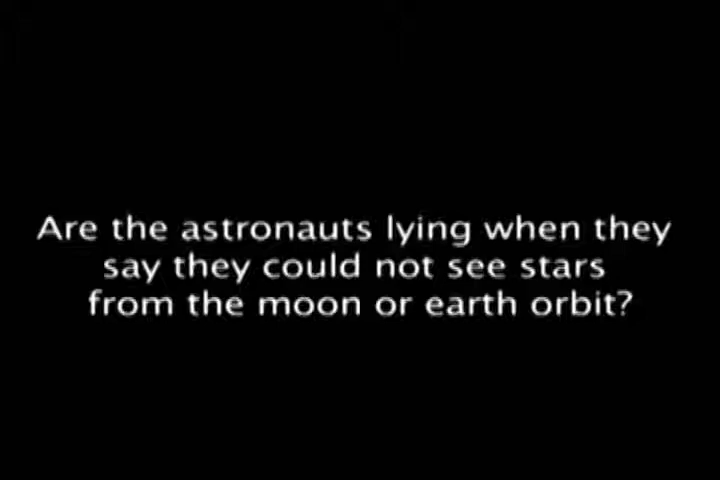 Are the astronauts lying when they
say they could not see stars
from the moon or earth orbit?